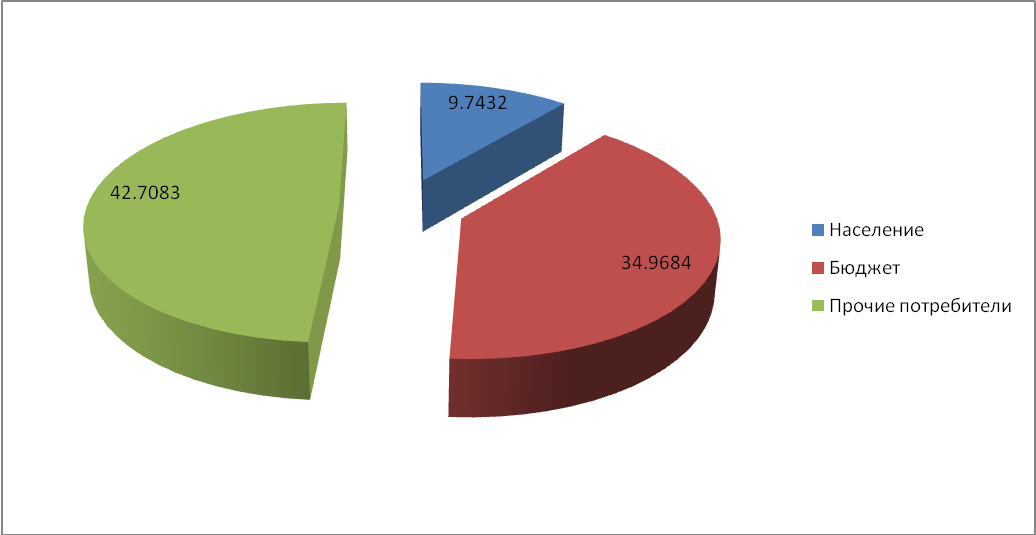 9.7432
42.7083
34.9684
Население
Бюджет
Прочие потребители